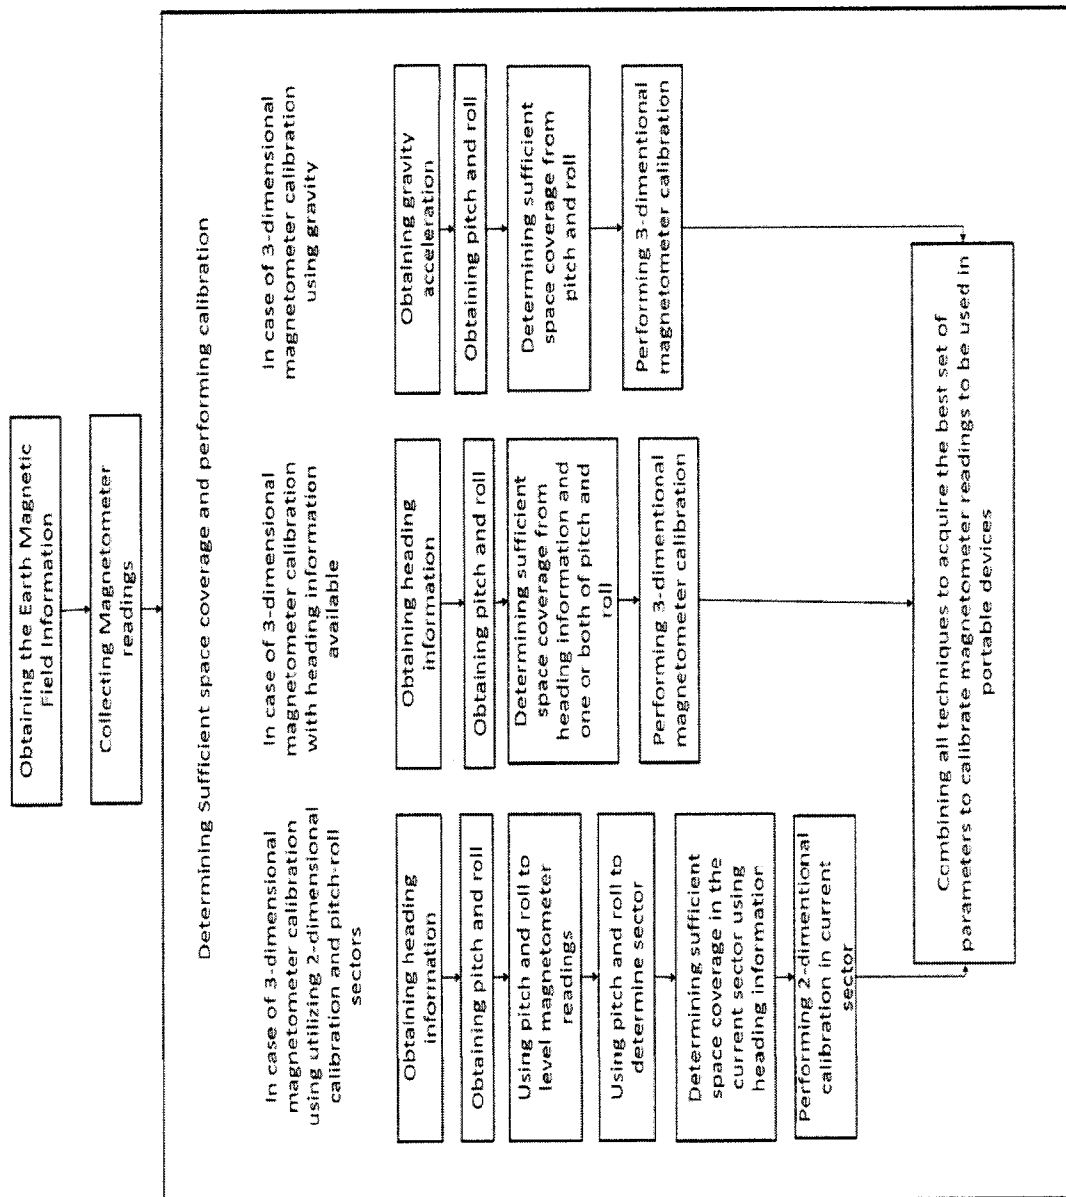 Obtaining the Earth Magnetic
Field Information
Collecting Magnetometer
readings
Determining Sufficient space coverage and performing calibration
In case of 3-dimensional
magnetometer calibration
using utilizing 2-dimensional
calibration and pitch-roll
sectors
Obtaining heading
information
Obtaining pitch and roll
Using pitch and roll to
level magnetometer
readings
Using pitch and roll to
determine sector
Determining sufficient
space coverage in the
current sector using
heading information
Performing 2-dimentional
calibration in current
sector
In case of 3-dimensional
magnetometer calibration
with heading information
available
Obtaining heading
information
Obtaining pitch and roll
Determining sufficient
space coverage from
heading information and
one or both of pitch and
roll
Performing 3-dimentional
magnetometer calibration
In case of 3-dimensional
magnetometer calibration
using gravity
Obtaining gravity
acceleration
Obtaining pitch and roll
Determining sufficient
space coverage from
pitch and roll
Performing 3-dimentional
magnetometer calibration
Combining all techniques to acquire the best set of
parameters to calibrate magnetometer readings to be used in
portable devices